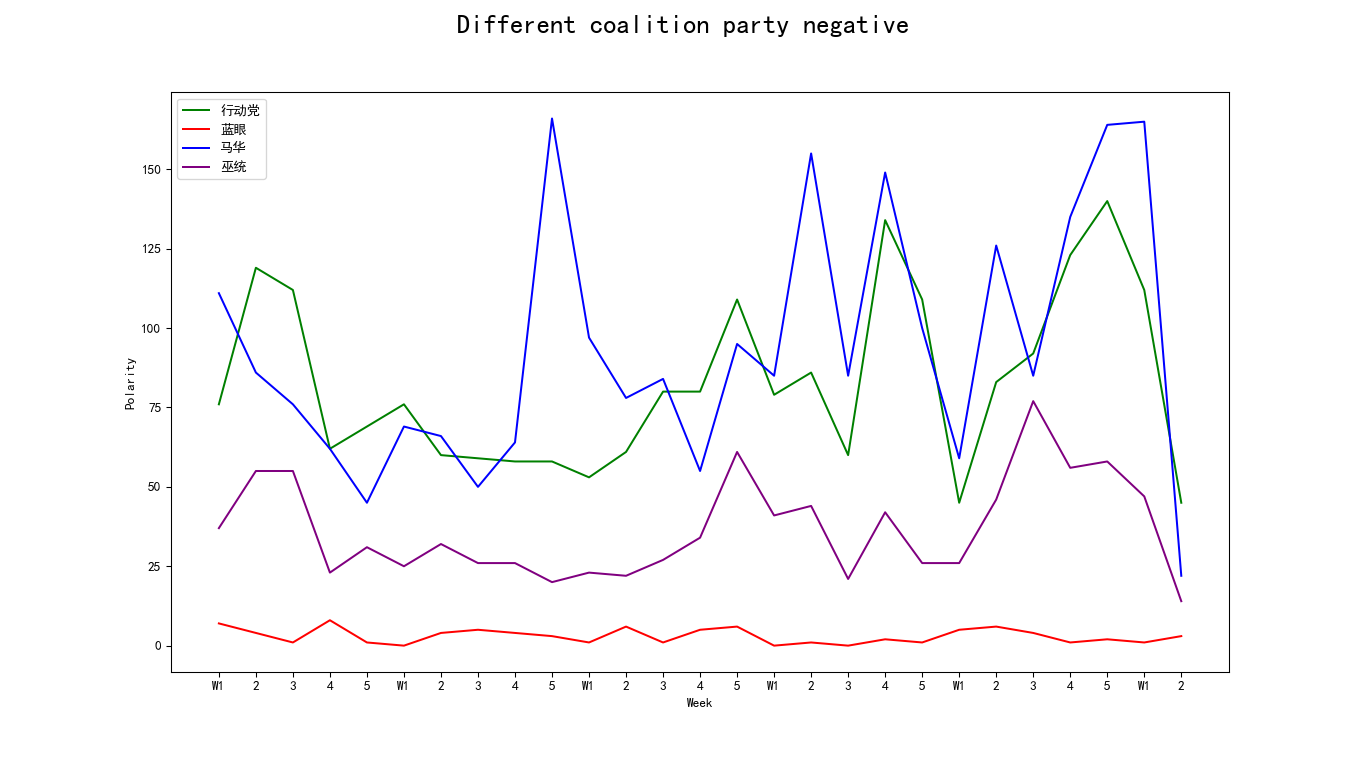 Different coalition party negative
行动党
蓝眼
马华
巫统
150
125
100
75
50
25
0
Polarity
W1 2 3 4 5 W1 2 3 4 5 W1 2 3 4 5 W1 2 3 4 5 W1 2 3 4 5 W1 2
Week